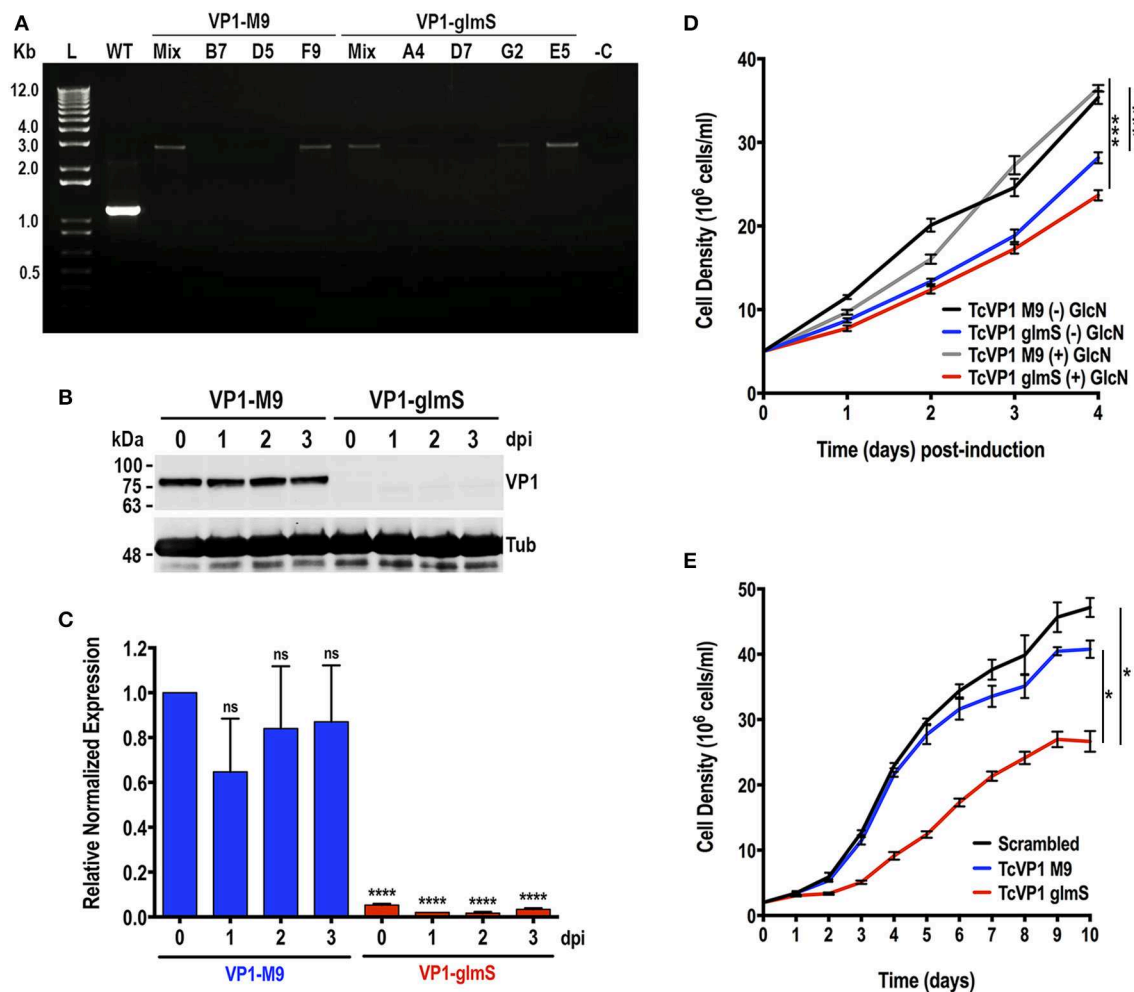 A
VP1-M9 VP1-glmS
Kb L WT Mix B7 D5 F9 Mix A4 D7 G2 E5 -C
12.0
4.0
3.0
2.0
1.0
0.5
B
VP1-M9 VP1-glmS
kDa 0 1 2 3 0 1 2 3 dpi
100 -
75 -
63 -
VP1
48 -
Tub
C
Relative Normalized Expression
1.2
1.0
0.8
0.6
0.4
0.2
0.0
ns
ns
ns
**** **** **** ****
0 1 2 3 0 1 2 3 dpi
VP1-M9 VP1-glmS
D
Cell Density (10⁶ cells/ml)
40
30
20
10
0
***
TcVP1 M9 (-) GlcN
TcVP1 glmS (-) GlcN
TcVP1 M9 (+) GlcN
TcVP1 glmS (+) GlcN
0 1 2 3 4
Time (days) post-induction
E
Cell Density (10⁶ cells/ml)
50
40
30
20
10
0
*
*
Scrambled
TcVP1 M9
TcVP1 glmS
0 1 2 3 4 5 6 7 8 9 10
Time (days)